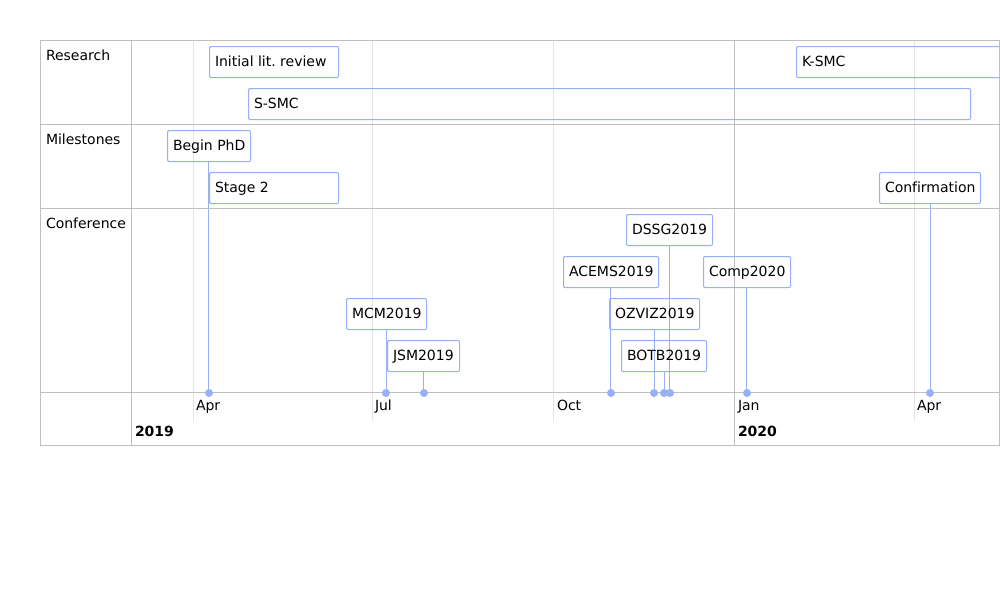 Research
Initial lit. review
K-SMC
S-SMC
Milestones
Begin PhD
Stage 2
Confirmation
Conference
DSSG2019
ACEMS2019
Comp2020
MCM2019
OZVIZ2019
JSM2019
BOTB2019
Apr
Jul
Oct
Jan
Apr
2019
2020